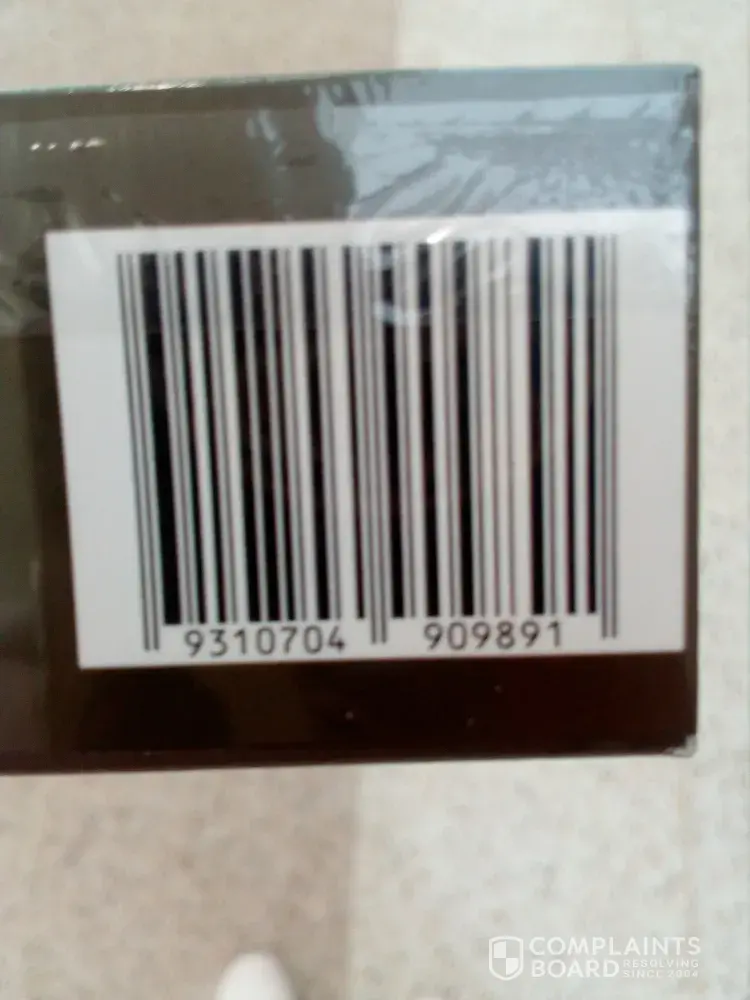 9310704 909891
COMPLAINTS
BOARD RESOLVING
SINCE 2004